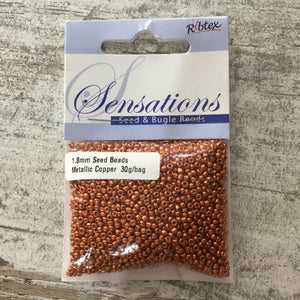 Ribtex
Sensations
Seed & Bugle Beads
1.8mm Seed Beads
Metallic Copper 30g/bag